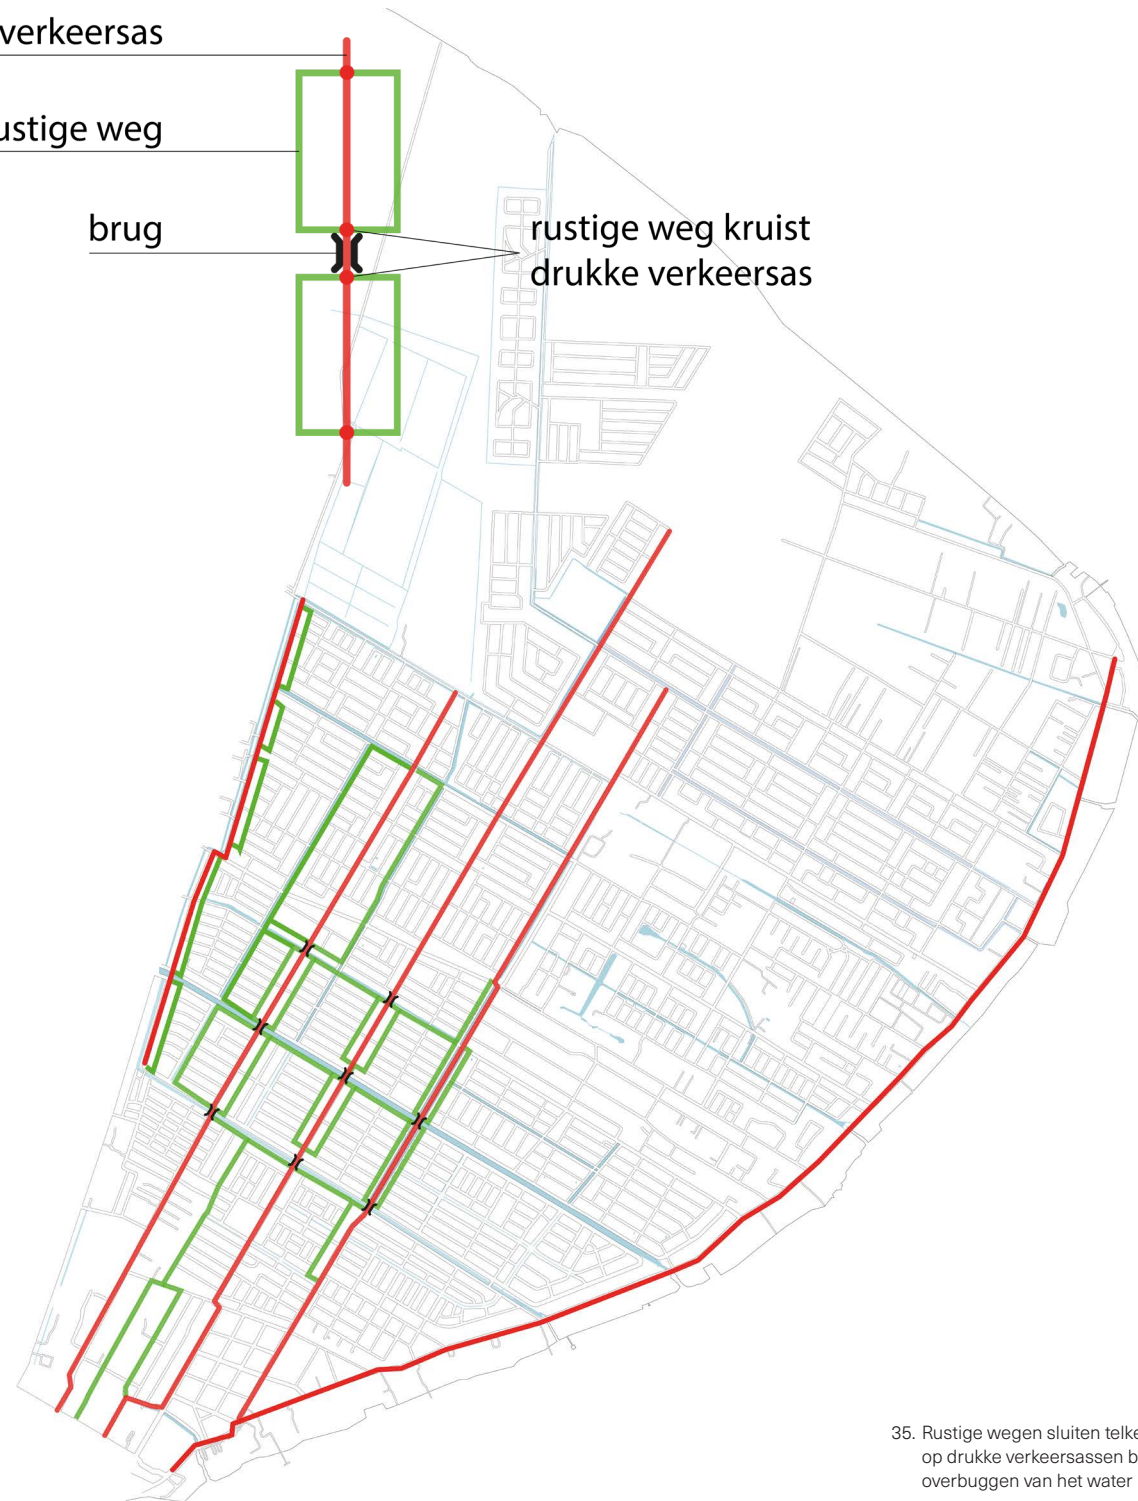 verkeersas
ustige weg
brug
rustige weg kruist
drukke verkeersas
35. Rustige wegen sluiten telke
op drukke verkeersassen b
overbuggen van het water